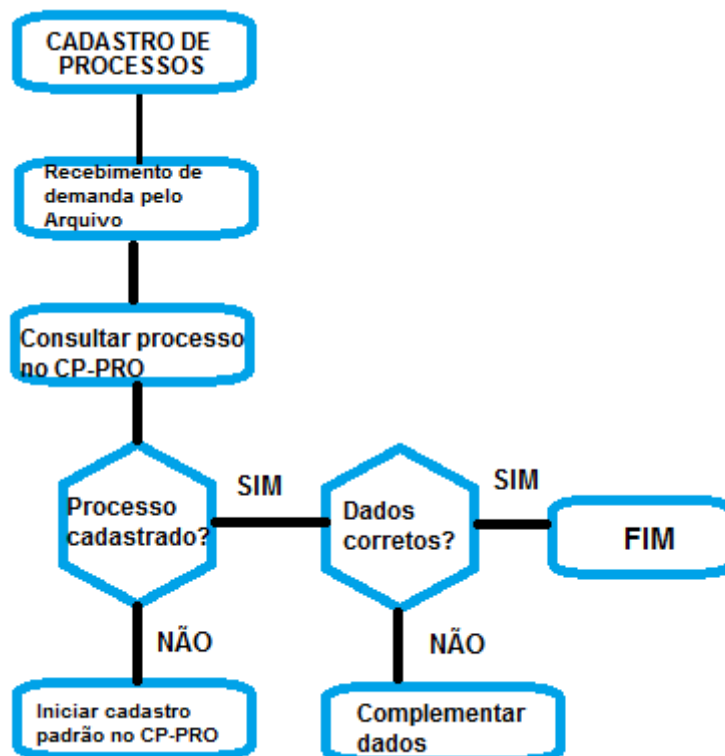 CADASTRO DE
PROCESSOS
Recebimento de
demanda pelo
Arquivo
Consultar processo
no CP-PRO
Processo
cadastrado?
SIM
Dados
corretos?
SIM
FIM
NÃO
NÃO
Iniciar cadastro
padrão no CP-PRO
Complementar
dados